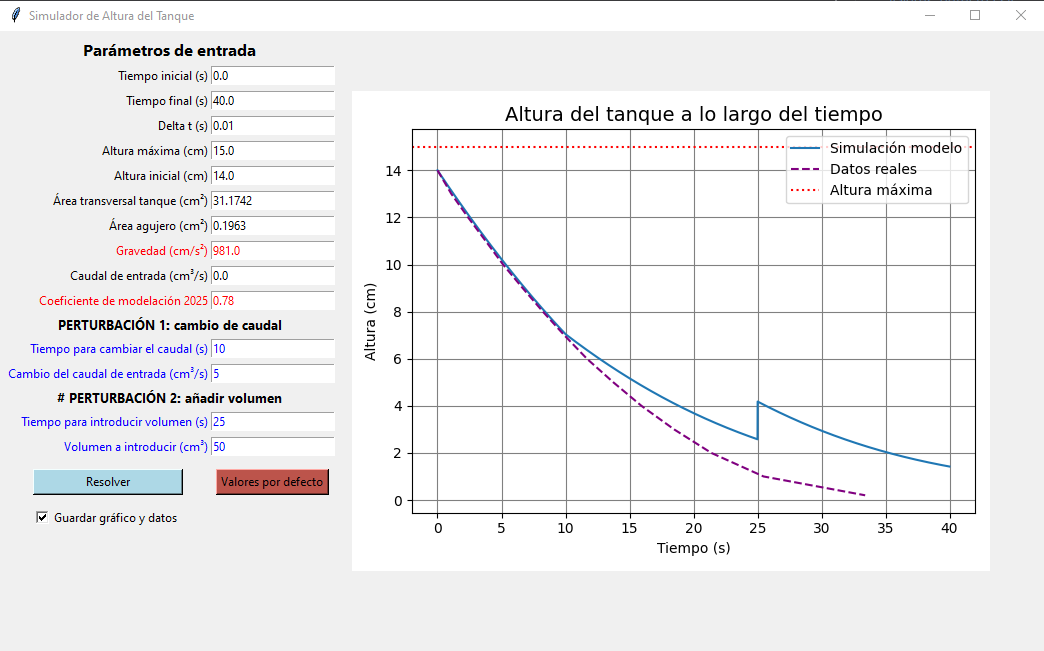 Simulador de Altura del Tanque
Parámetros de entrada
Tiempo inicial (s) 0.0
Tiempo final (s) 40.0
Delta t (s) 0.01
Altura máxima (cm) 15.0
Altura inicial (cm) 14.0
Área transversal tanque (cm²) 31.1742
Área agujero (cm²) 0.1963
Gravedad (cm/s²) 981.0
Caudal de entrada (cm³/s) 0.0
Coeficiente de modelación 2025 0.78
PERTURBACIÓN 1: cambio de caudal
Tiempo para cambiar el caudal (s) 10
Cambio del caudal de entrada (cm³/s) 5
# PERTURBACIÓN 2: añadir volumen
Tiempo para introducir volumen (s) 25
Volumen a introducir (cm³) 50
Resolver Valores por defecto
Guardar gráfico y datos
Altura del tanque a lo largo del tiempo
Simulación modelo
Datos reales
Altura máxima
14
12
10
8
6
4
2
0
Altura (cm)
0 5 10 15 20 25 30 35 40
Tiempo (s)